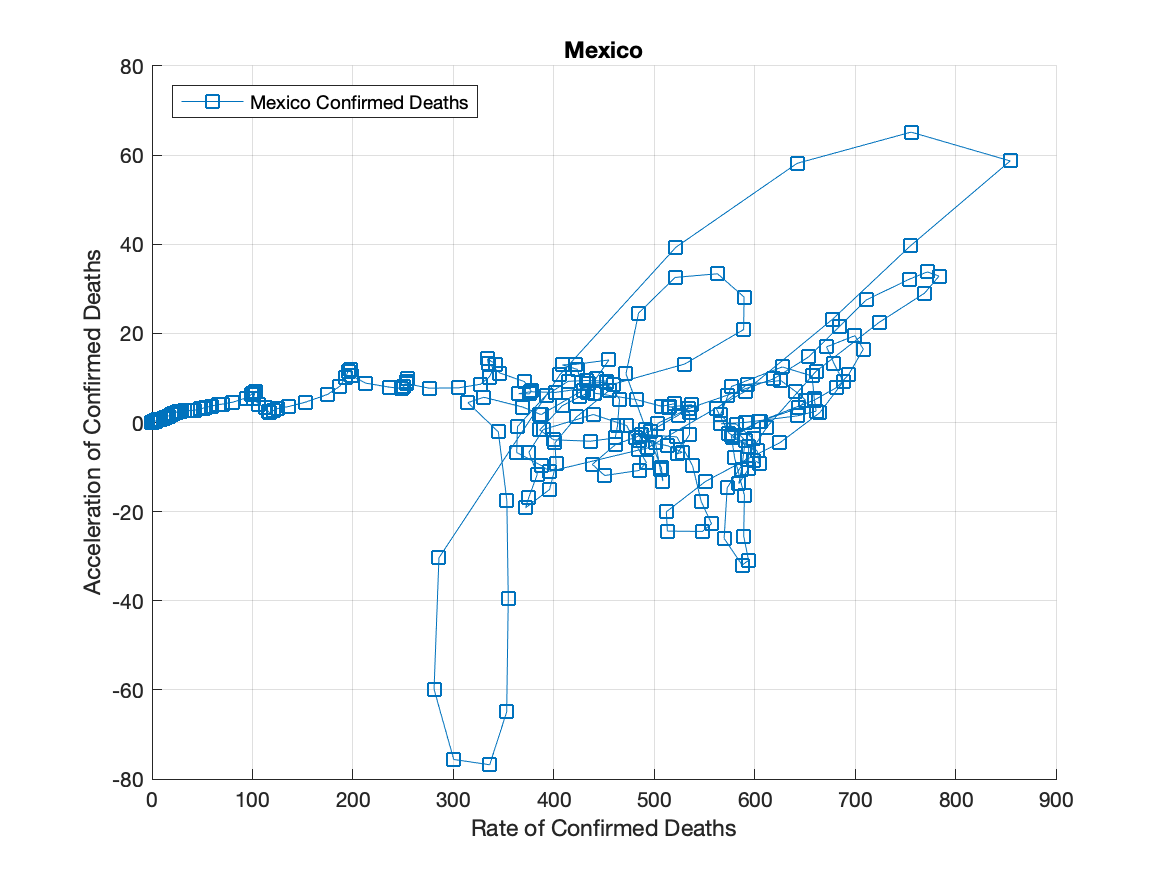 Mexico
Mexico Confirmed Deaths
80
60
40
20
0
-20
-40
-60
-80
Acceleration of Confirmed Deaths
0 100 200 300 400 500 600 700 800 900
Rate of Confirmed Deaths